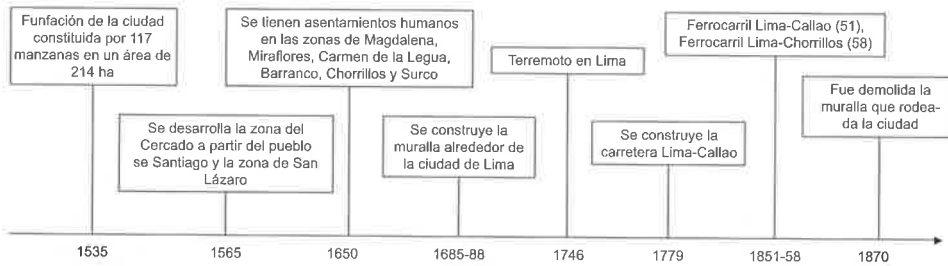 Funfación de la ciudad
constituida por 117
manzanas en un área de
214 ha
Se desarrolla la zona del
Cercado a partir del pueblo
se Santiago y la zona de San
Lázaro
Se tienen asentamientos humanos
en las zonas de Magdalena,
Miraflores, Carmen de la Legua,
Barranco, Chorrillos y Surco
Se construye la
muralla alrededor de
la ciudad de Lima
Terremoto en Lima
Se construye la
carretera Lima-Callao
Ferrocarril Lima-Callao (51),
Ferrocarril Lima-Chorrillos (58)
Fue demolida la
muralla que rodea-
da la ciudad
1535
1565
1650
1685-88
1746
1779
1851-58
1870